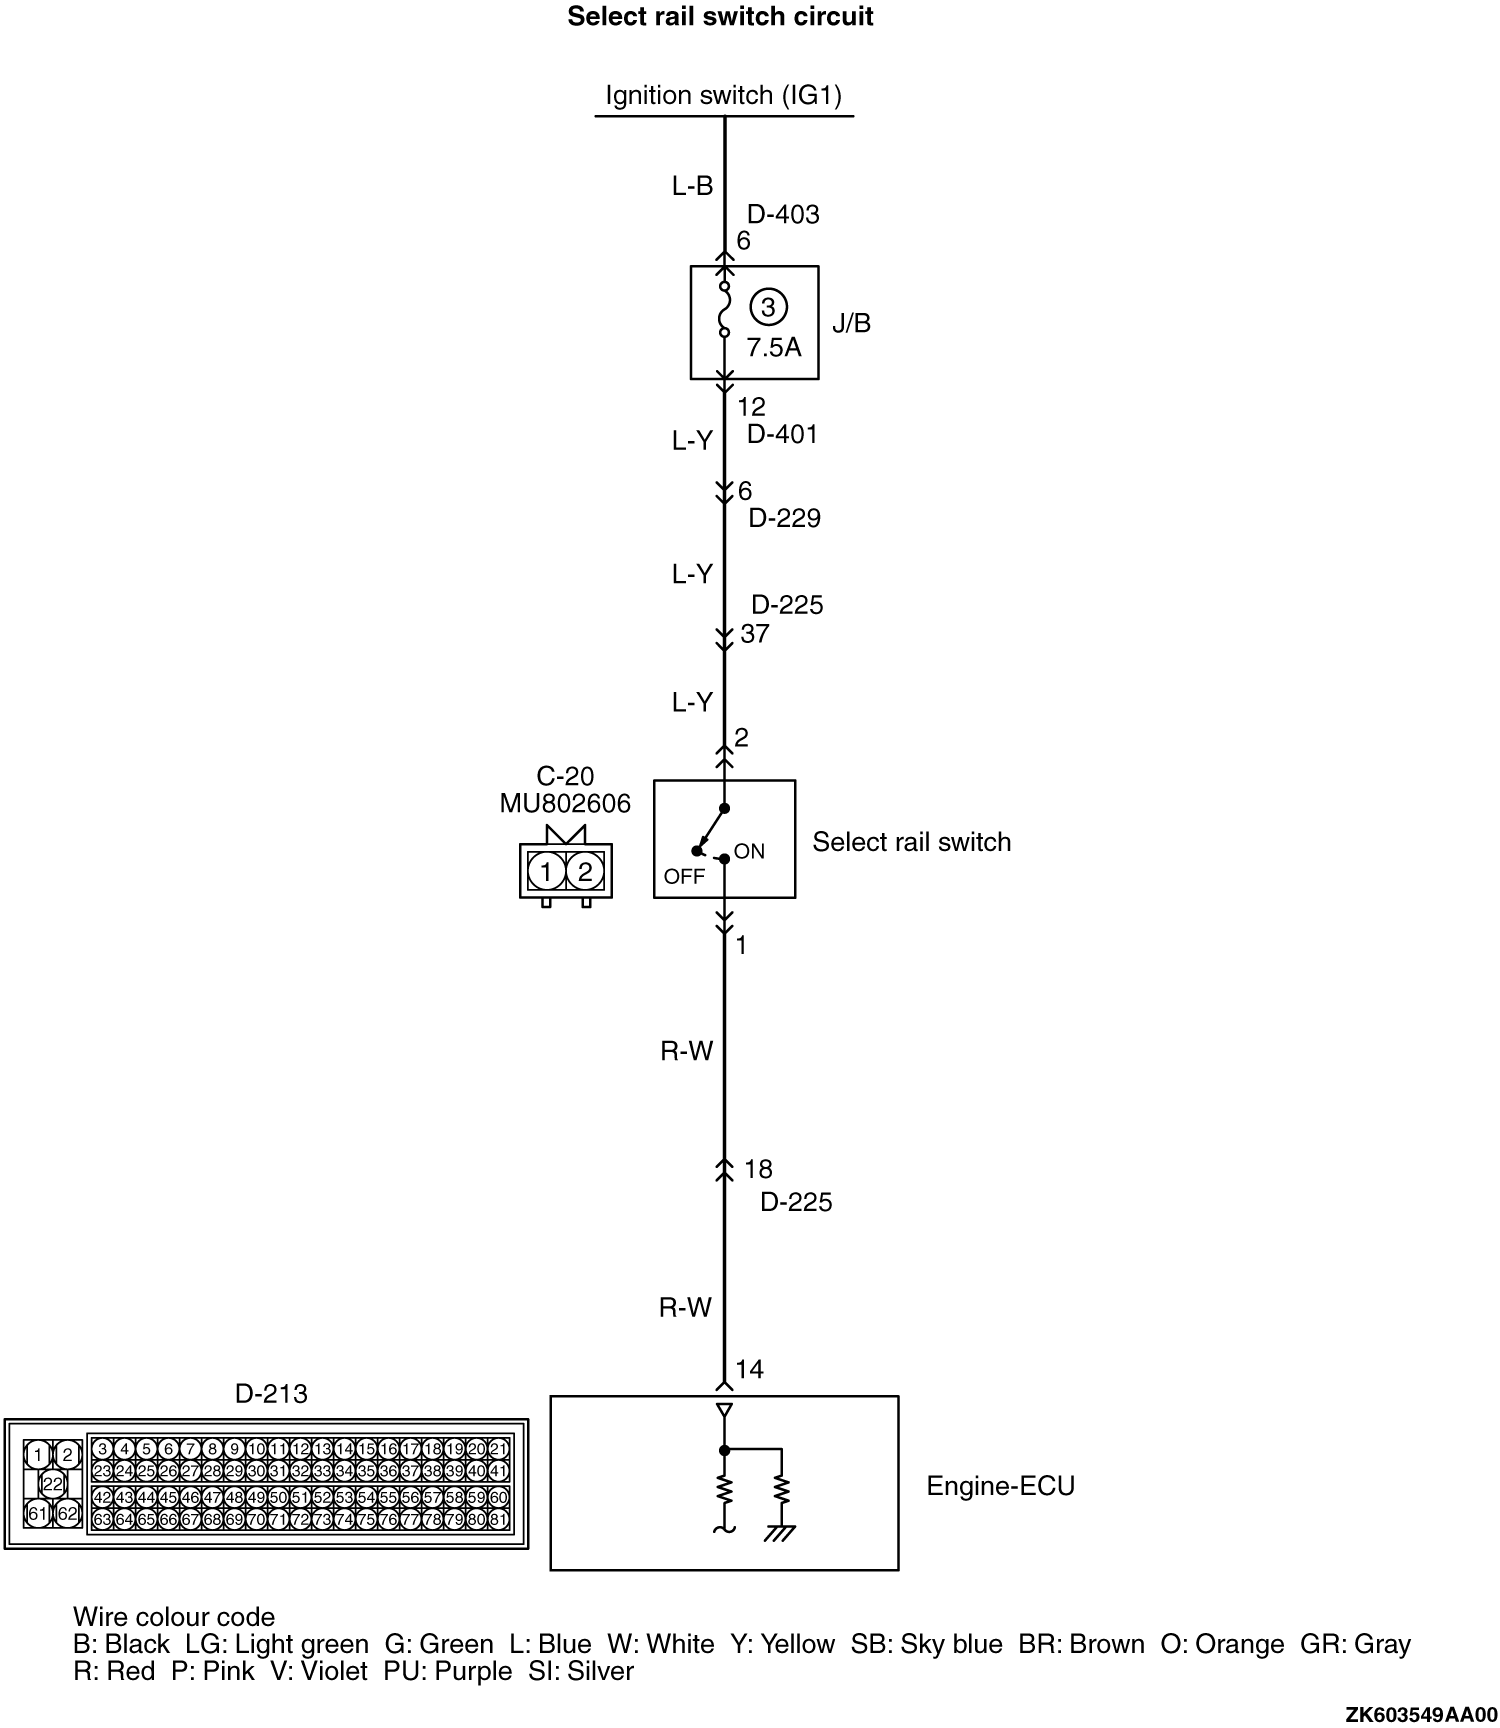 Select rail switch circuit
Ignition switch (IG1)
L-B
D-403
6
3
7.5A
J/B
12
L-Y
D-401
6
D-229
L-Y
D-225
37
L-Y
2
C-20
MU802606
1 2
ON
OFF
Select rail switch
1
R-W
18
D-225
R-W
14
D-213
1 2
22
61 62
3 4 5 6 7 8 9 10 11 12 13 14 15 16 17 18 19 20 21
23 24 25 26 27 28 29 30 31 32 33 34 35 36 37 38 39 40 41
42 43 44 45 46 47 48 49 50 51 52 53 54 55 56 57 58 59 60
63 64 65 66 67 68 69 70 71 72 73 74 75 76 77 78 79 80 81
Engine-ECU
Wire colour code
B: Black LG: Light green G: Green L: Blue W: White Y: Yellow SB: Sky blue BR: Brown O: Orange GR: Gray
R: Red P: Pink V: Violet PU: Purple SI: Silver
ZK603549AA00